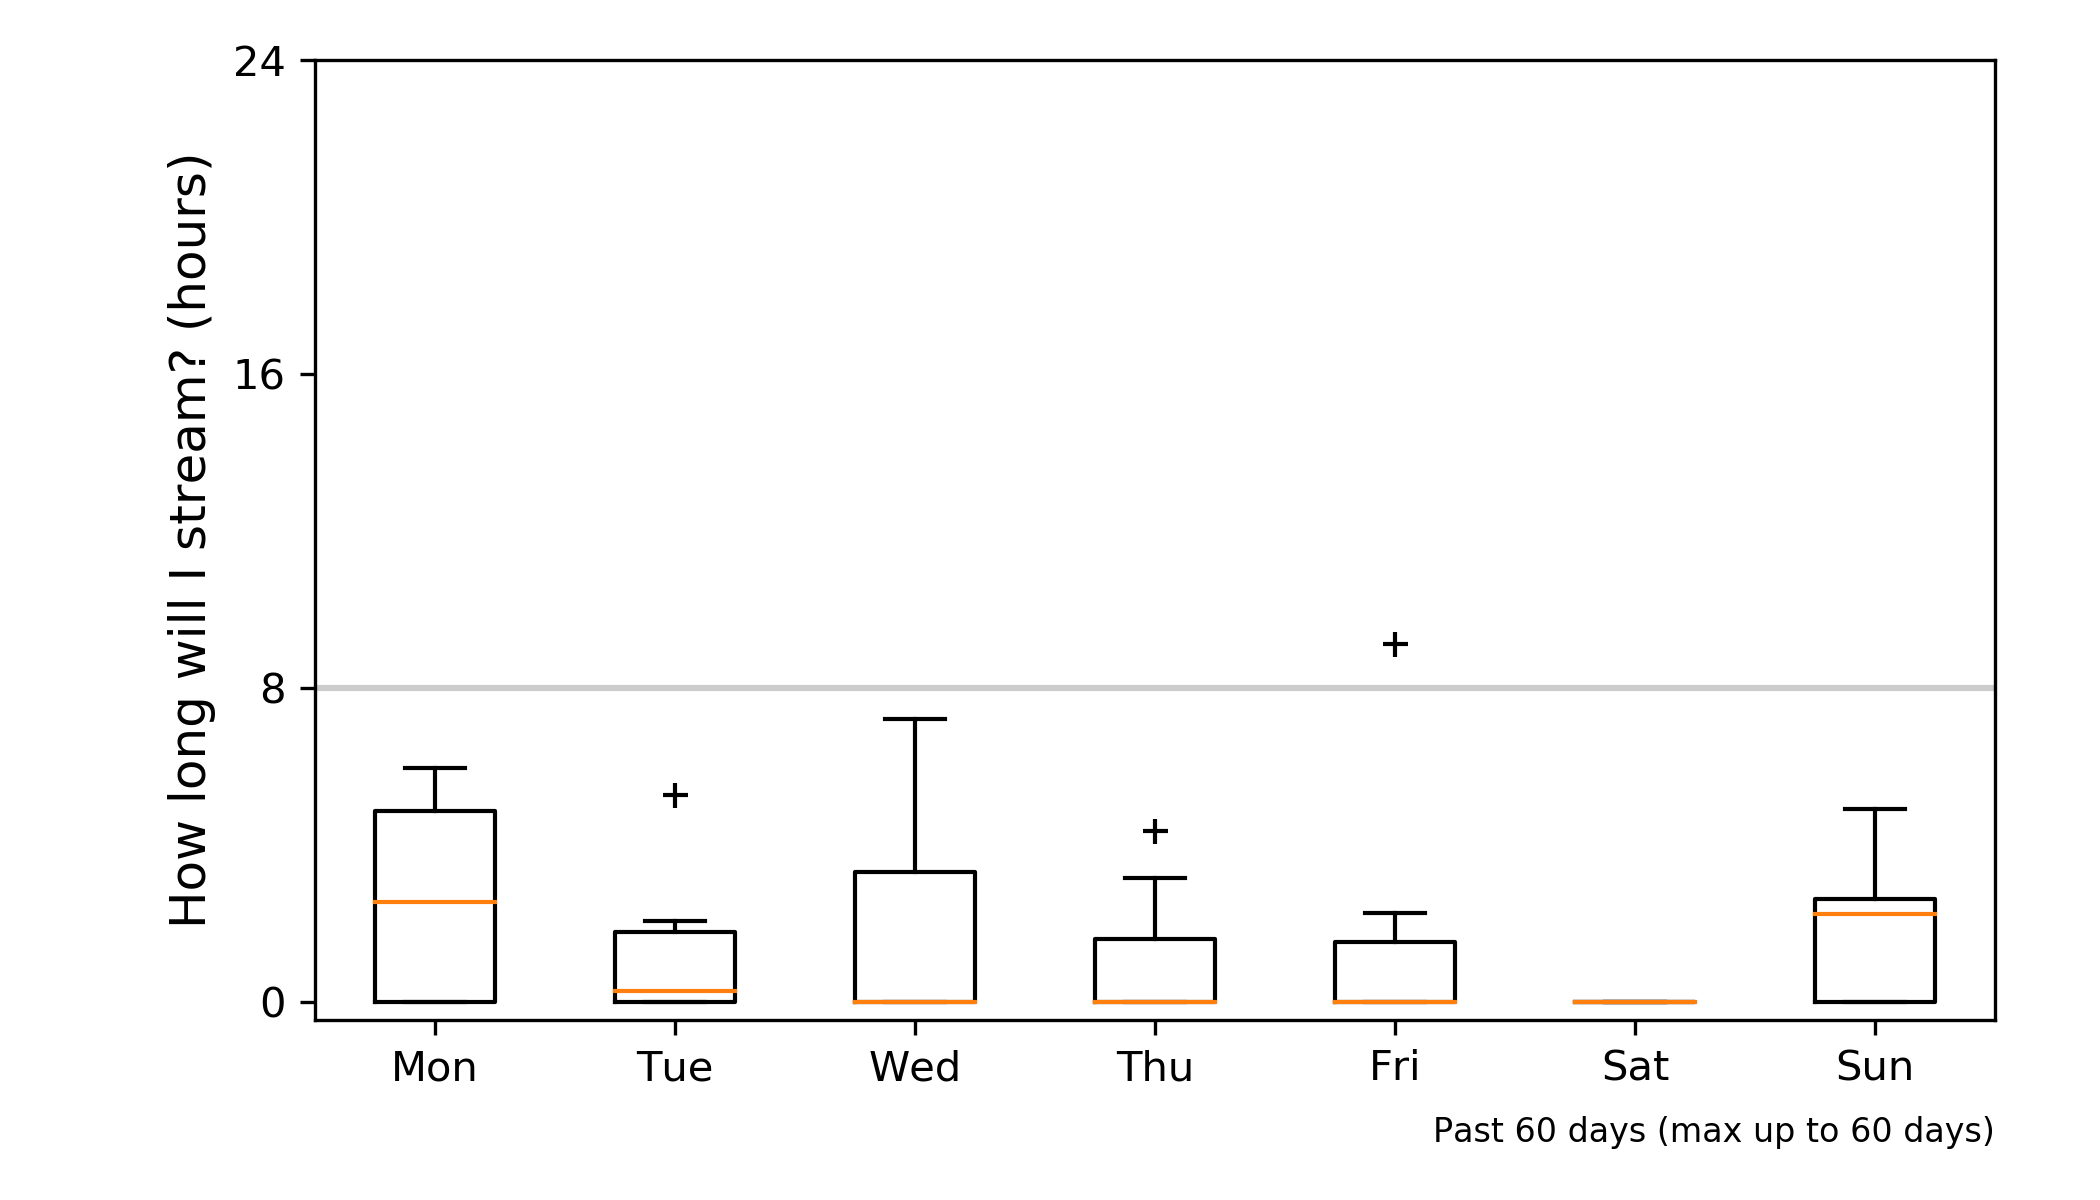 How long will I stream? (hours)
24
16
8
0
Mon Tue Wed Thu Fri Sat Sun
Past 60 days (max up to 60 days)